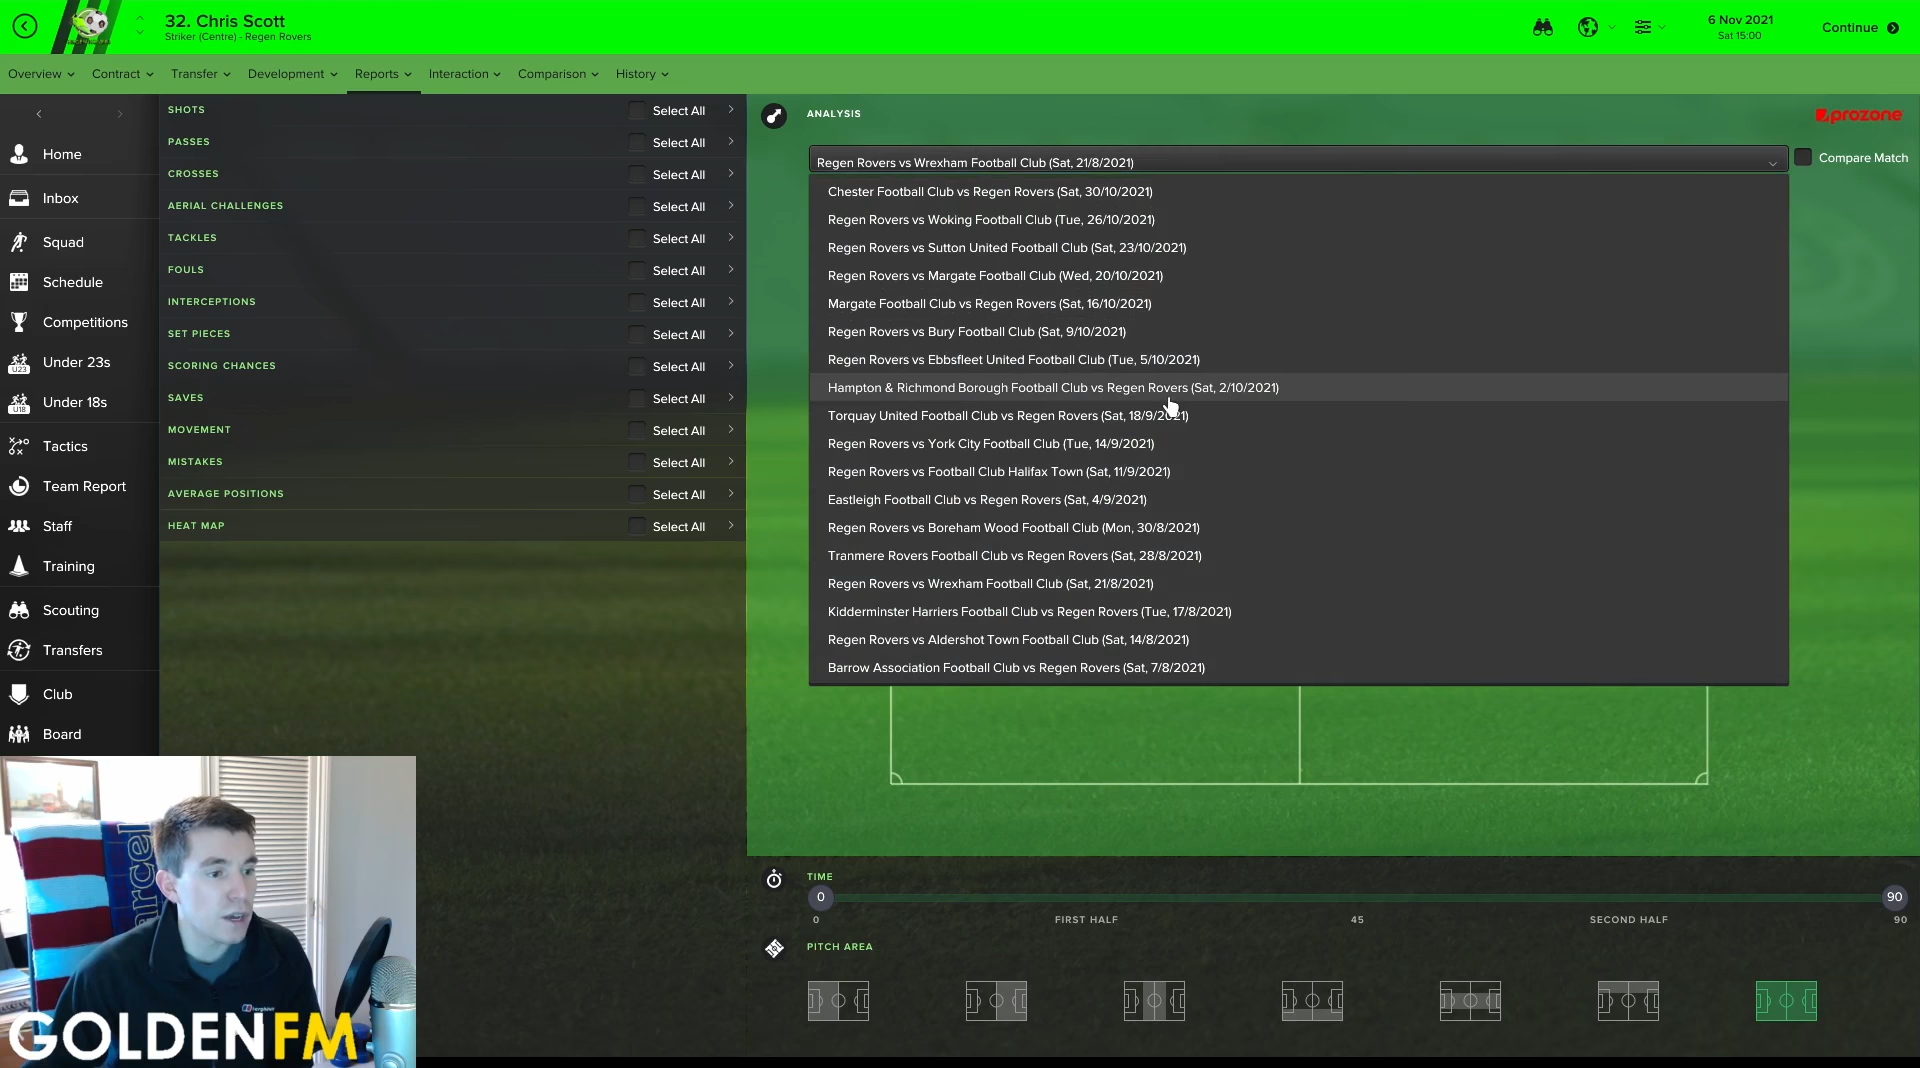 32. Chris Scott
Striker (Centre) - Regen Rovers
6 Nov 2021
Sat 15:00
Continue
Overview
Contract
Transfer
Development
Reports
Interaction
Comparison
History
Home
Inbox
Squad
Schedule
Competitions
U23
Under 23s
U18
Under 18s
Tactics
Team Report
Staff
Training
Scouting
Transfers
Club
Board
SHOTS Select All
PASSES Select All
CROSSES Select All
AERIAL CHALLENGES Select All
TACKLES Select All
FOULS Select All
INTERCEPTIONS Select All
SET PIECES Select All
SCORING CHANCES Select All
SAVES Select All
MOVEMENT Select All
MISTAKES Select All
AVERAGE POSITIONS Select All
HEAT MAP Select All
ANALYSIS
prozone
Regen Rovers vs Wrexham Football Club (Sat, 21/8/2021)
Compare Match
Chester Football Club vs Regen Rovers (Sat, 30/10/2021)
Regen Rovers vs Woking Football Club (Tue, 26/10/2021)
Regen Rovers vs Sutton United Football Club (Sat, 23/10/2021)
Regen Rovers vs Margate Football Club (Wed, 20/10/2021)
Margate Football Club vs Regen Rovers (Sat, 16/10/2021)
Regen Rovers vs Bury Football Club (Sat, 9/10/2021)
Regen Rovers vs Ebbsfleet United Football Club (Tue, 5/10/2021)
Hampton & Richmond Borough Football Club vs Regen Rovers (Sat, 2/10/2021)
Torquay United Football Club vs Regen Rovers (Sat, 18/9/2021)
Regen Rovers vs York City Football Club (Tue, 14/9/2021)
Regen Rovers vs Football Club Halifax Town (Sat, 11/9/2021)
Eastleigh Football Club vs Regen Rovers (Sat, 4/9/2021)
Regen Rovers vs Boreham Wood Football Club (Mon, 30/8/2021)
Tranmere Rovers Football Club vs Regen Rovers (Sat, 28/8/2021)
Regen Rovers vs Wrexham Football Club (Sat, 21/8/2021)
Kidderminster Harriers Football Club vs Regen Rovers (Tue, 17/8/2021)
Regen Rovers vs Aldershot Town Football Club (Sat, 14/8/2021)
Barrow Association Football Club vs Regen Rovers (Sat, 7/8/2021)
TIME
0 90
0 FIRST HALF 45 SECOND HALF 90
PITCH AREA
GOLDENFM